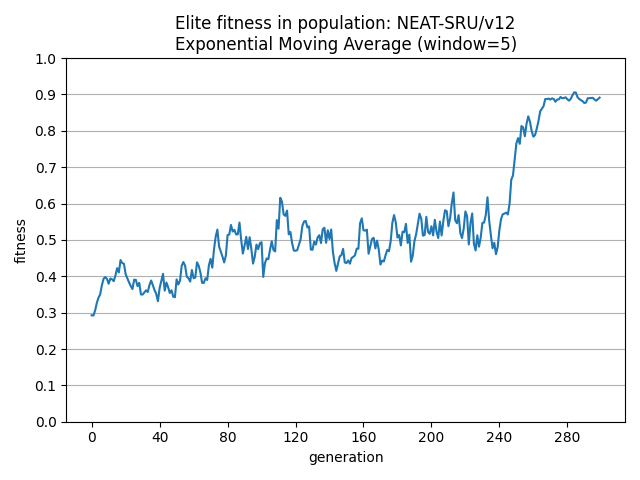 Elite fitness in population: NEAT-SRU/v12
Exponential Moving Average (window=5)
1.0
0.9
0.8
0.7
0.6
0.5
0.4
0.3
0.2
0.1
0.0
fitness
0 40 80 120 160 200 240 280
generation